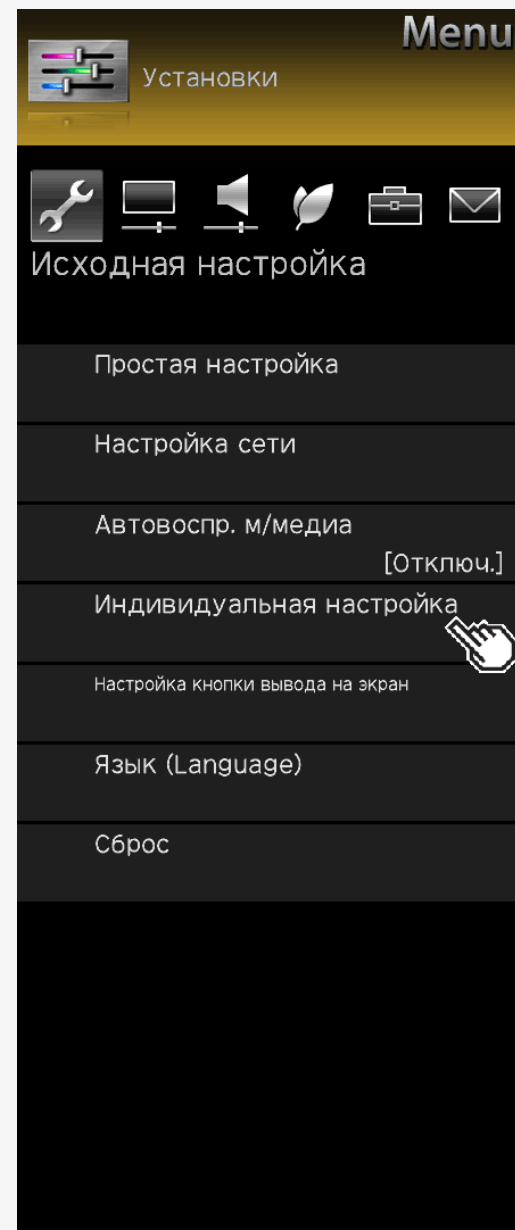 Menu
Установки
Исходная настройка
Простая настройка
Настройка сети
Автовоспр. м/медиа
[Отключ.]
Индивидуальная настройка
Настройка кнопки вывода на экран
Язык (Language)
Сброс